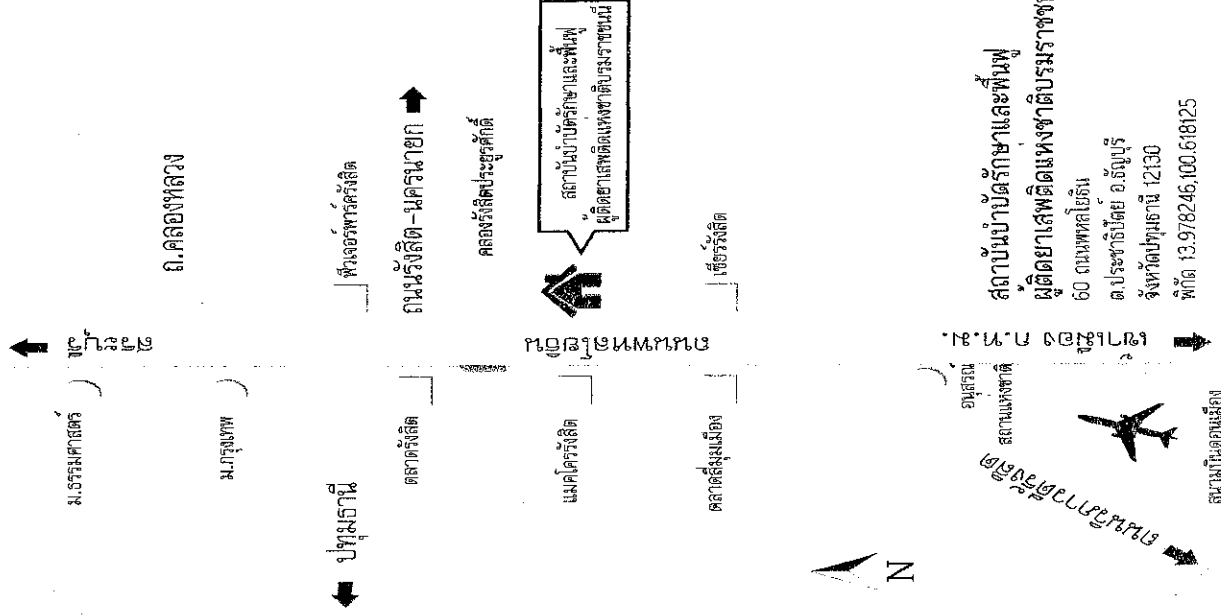 สระบุรี
ม.ธรรมศาสตร์
ถ.คลองหลวง
ม.กรุงเทพ
ปทุมธานี
ฟิวเจอร์พาร์ครังสิต
ถนนรังสิต-นครนายก
ตลาดรังสิต
คลองรังสิตประยูรศักดิ์
ถนนพหลโยธิน
สถาบันบำบัดรักษาและฟื้นฟู
ผู้ติดยาเสพติดแห่งชาติบรมราชชนนี
แมคโครรังสิต
เซียร์รังสิต
ตลาดสี่มุมเมือง
N
อนุสรณ์
สถานแห่งชาติ
ถนนวิภาวดีรังสิต
สนามบินดอนเมือง
เข้าเมือง ก.ท.ม.
สถาบันบำบัดรักษาและฟื้นฟู
ผู้ติดยาเสพติดแห่งชาติบรมราชช
60 ถนนพหลโยธิน
ต.ประชาธิปัตย์ อ.ธัญบุรี
จังหวัดปทุมธานี 12130
พิกัด 13.978246,100.618125